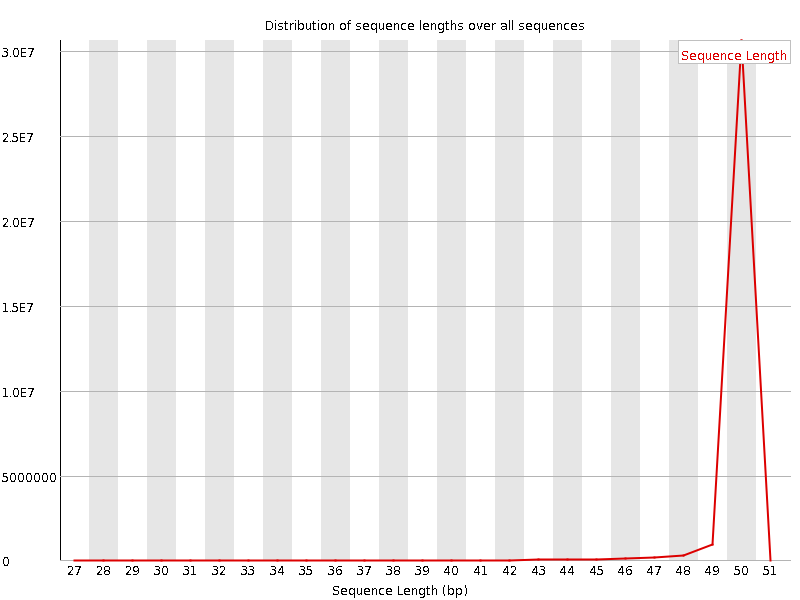 Distribution of sequence lengths over all sequences
3.0E7
Sequence Length
2.5E7
2.0E7
1.5E7
1.0E7
5000000
0
27 28 29 30 31 32 33 34 35 36 37 38 39 40 41 42 43 44 45 46 47 48 49 50 51
Sequence Length (bp)